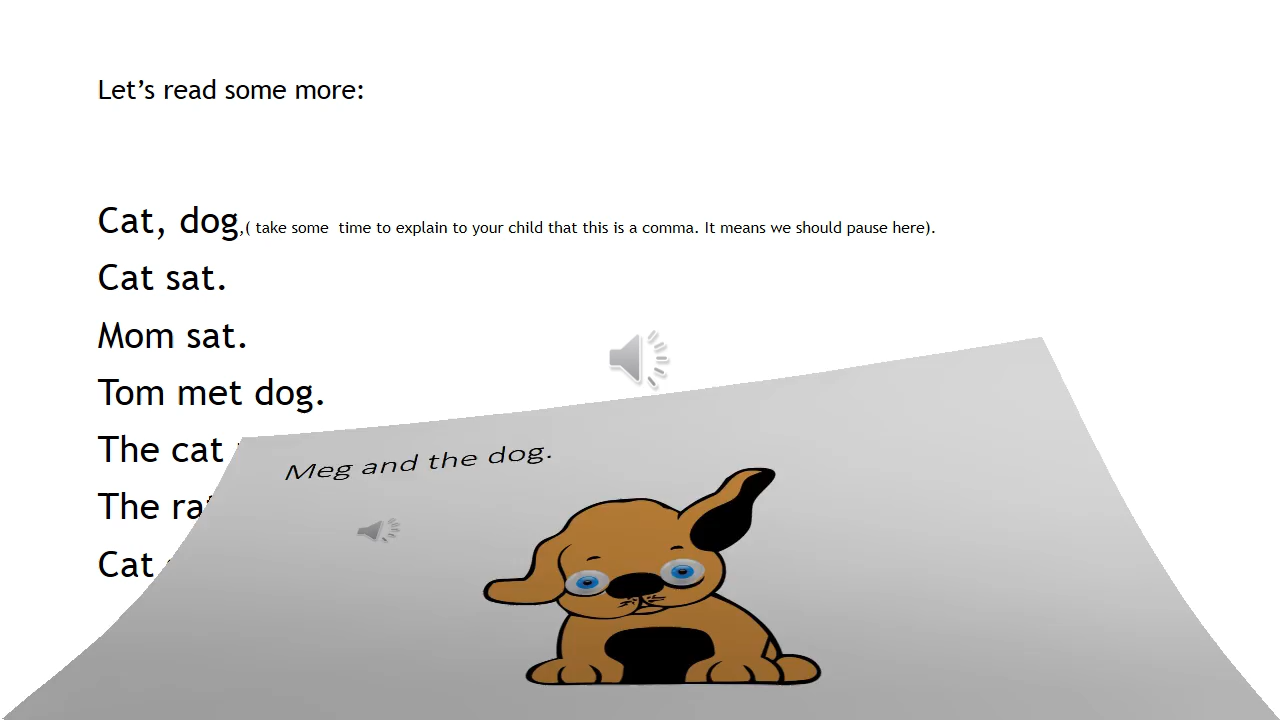 Let’s read some more:
Cat, dog,( take some  time to explain to your child that this is a comma. It means we should pause here).
Cat sat.
Mom sat.
Tom met dog.
The cat
Meg and the dog.
The
Cat